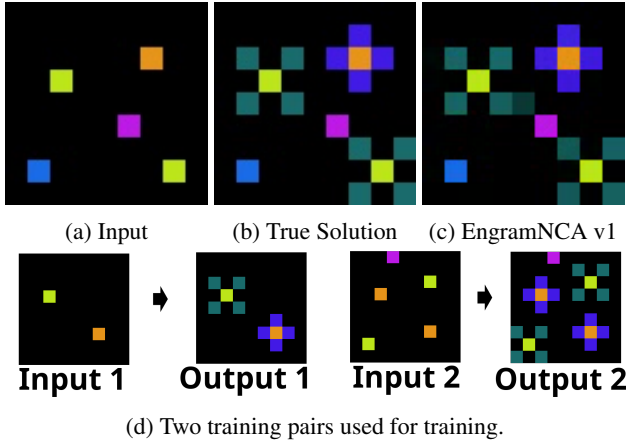 (a) Input
(b) True Solution
(c) EngramNCA v1
Input 1
Output 1
Input 2
Output 2
(d) Two training pairs used for training.